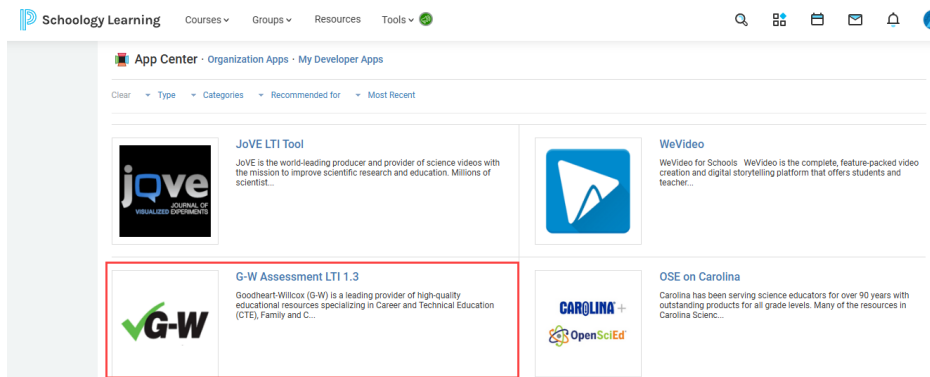 Schoology Learning Courses Groups Resources Tools
App Center · Organization Apps · My Developer Apps
Clear Type Categories Recommended for Most Recent
jove
JOURNAL OF
VISUALIZED EXPERIMENTS
JoVE LTI Tool
JoVE is the world-leading producer and provider of science videos with
the mission to improve scientific research and education. Millions of
scientist...
WeVideo
WeVideo for Schools WeVideo is the complete, feature-packed video
creation and digital storytelling platform that offers students and
teacher...
G-W
G-W Assessment LTI 1.3
Goodheart-Willcox (G-W) is a leading provider of high-quality
educational resources specializing in Career and Technical Education
(CTE), Family and C...
CAROLINA +
OpenSciEd
OSE on Carolina
Carolina has been serving science educators for over 90 years with
outstanding products for all grade levels. Many of the resources in
Carolina Scienc...